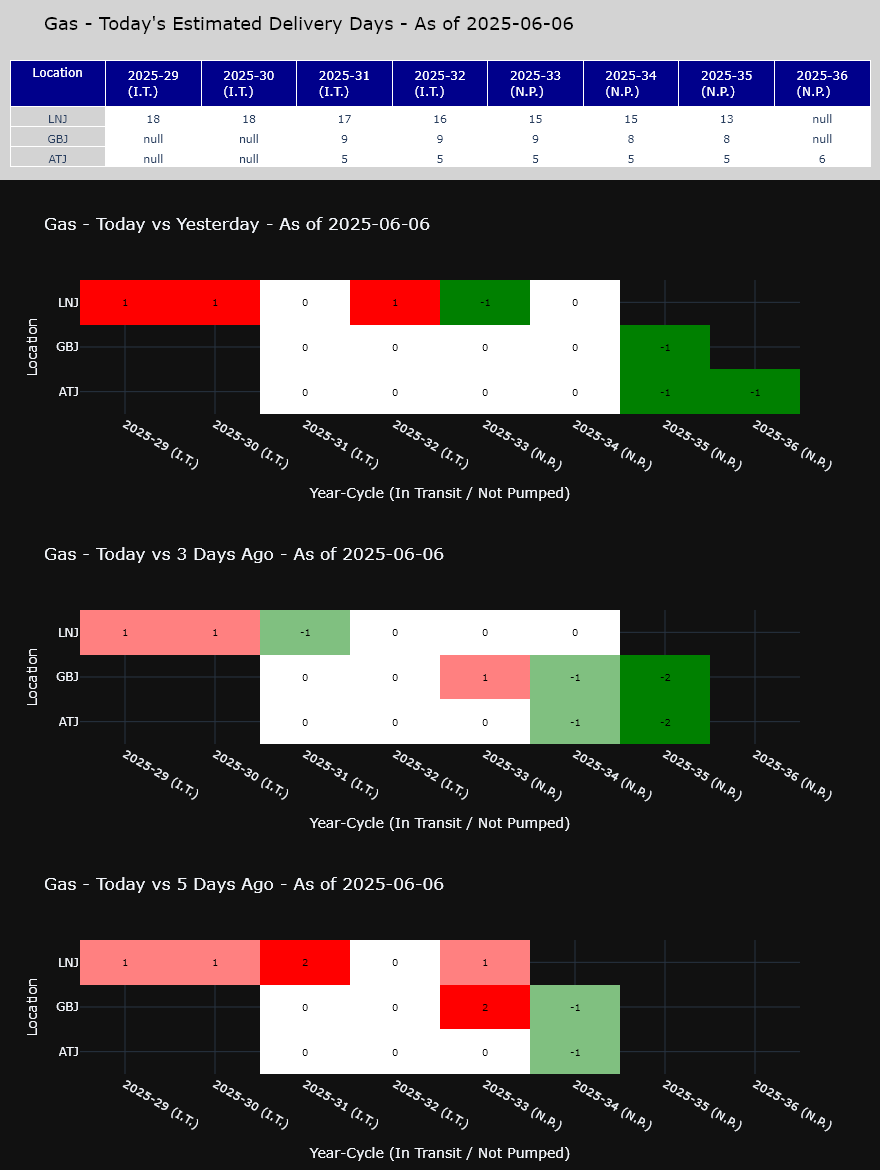 Gas - Today's Estimated Delivery Days - As of 2025-06-06
Location 2025-29 (I.T.) 2025-30 (I.T.) 2025-31 (I.T.) 2025-32 (I.T.) 2025-33 (N.P.) 2025-34 (N.P.) 2025-35 (N.P.) 2025-36 (N.P.)
LNJ 18 18 17 16 15 15 13 null
GBJ null null 9 9 9 8 8 null
ATJ null null 5 5 5 5 5 6
Gas - Today vs Yesterday - As of 2025-06-06
Location
LNJ 1 1 0 1 -1 0
GBJ 0 0 0 0 -1
ATJ 0 0 0 0 -1 -1
2025-29 (I.T.) 2025-30 (I.T.) 2025-31 (I.T.) 2025-32 (I.T.) 2025-33 (N.P.) 2025-34 (N.P.) 2025-35 (N.P.) 2025-36 (N.P.)
Year-Cycle (In Transit / Not Pumped)
Gas - Today vs 3 Days Ago - As of 2025-06-06
Location
LNJ 1 1 -1 0 0 0
GBJ 0 0 1 -1 -2
ATJ 0 0 0 -1 -2
2025-29 (I.T.) 2025-30 (I.T.) 2025-31 (I.T.) 2025-32 (I.T.) 2025-33 (N.P.) 2025-34 (N.P.) 2025-35 (N.P.) 2025-36 (N.P.)
Year-Cycle (In Transit / Not Pumped)
Gas - Today vs 5 Days Ago - As of 2025-06-06
Location
LNJ 1 1 2 0 1
GBJ 0 0 2 -1
ATJ 0 0 0 -1
2025-29 (I.T.) 2025-30 (I.T.) 2025-31 (I.T.) 2025-32 (I.T.) 2025-33 (N.P.) 2025-34 (N.P.) 2025-35 (N.P.) 2025-36 (N.P.)
Year-Cycle (In Transit / Not Pumped)